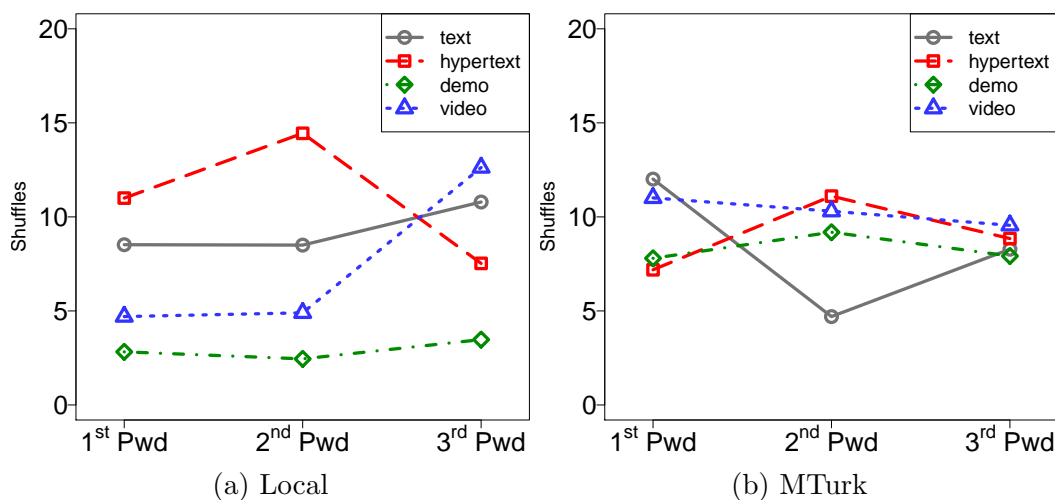 20
15
10
5
0
Shuffles
text
hypertext
demo
video
1st Pwd
2nd Pwd
3rd Pwd
(a) Local
20
15
10
5
0
Shuffles
text
hypertext
demo
video
1st Pwd
2nd Pwd
3rd Pwd
(b) MTurk